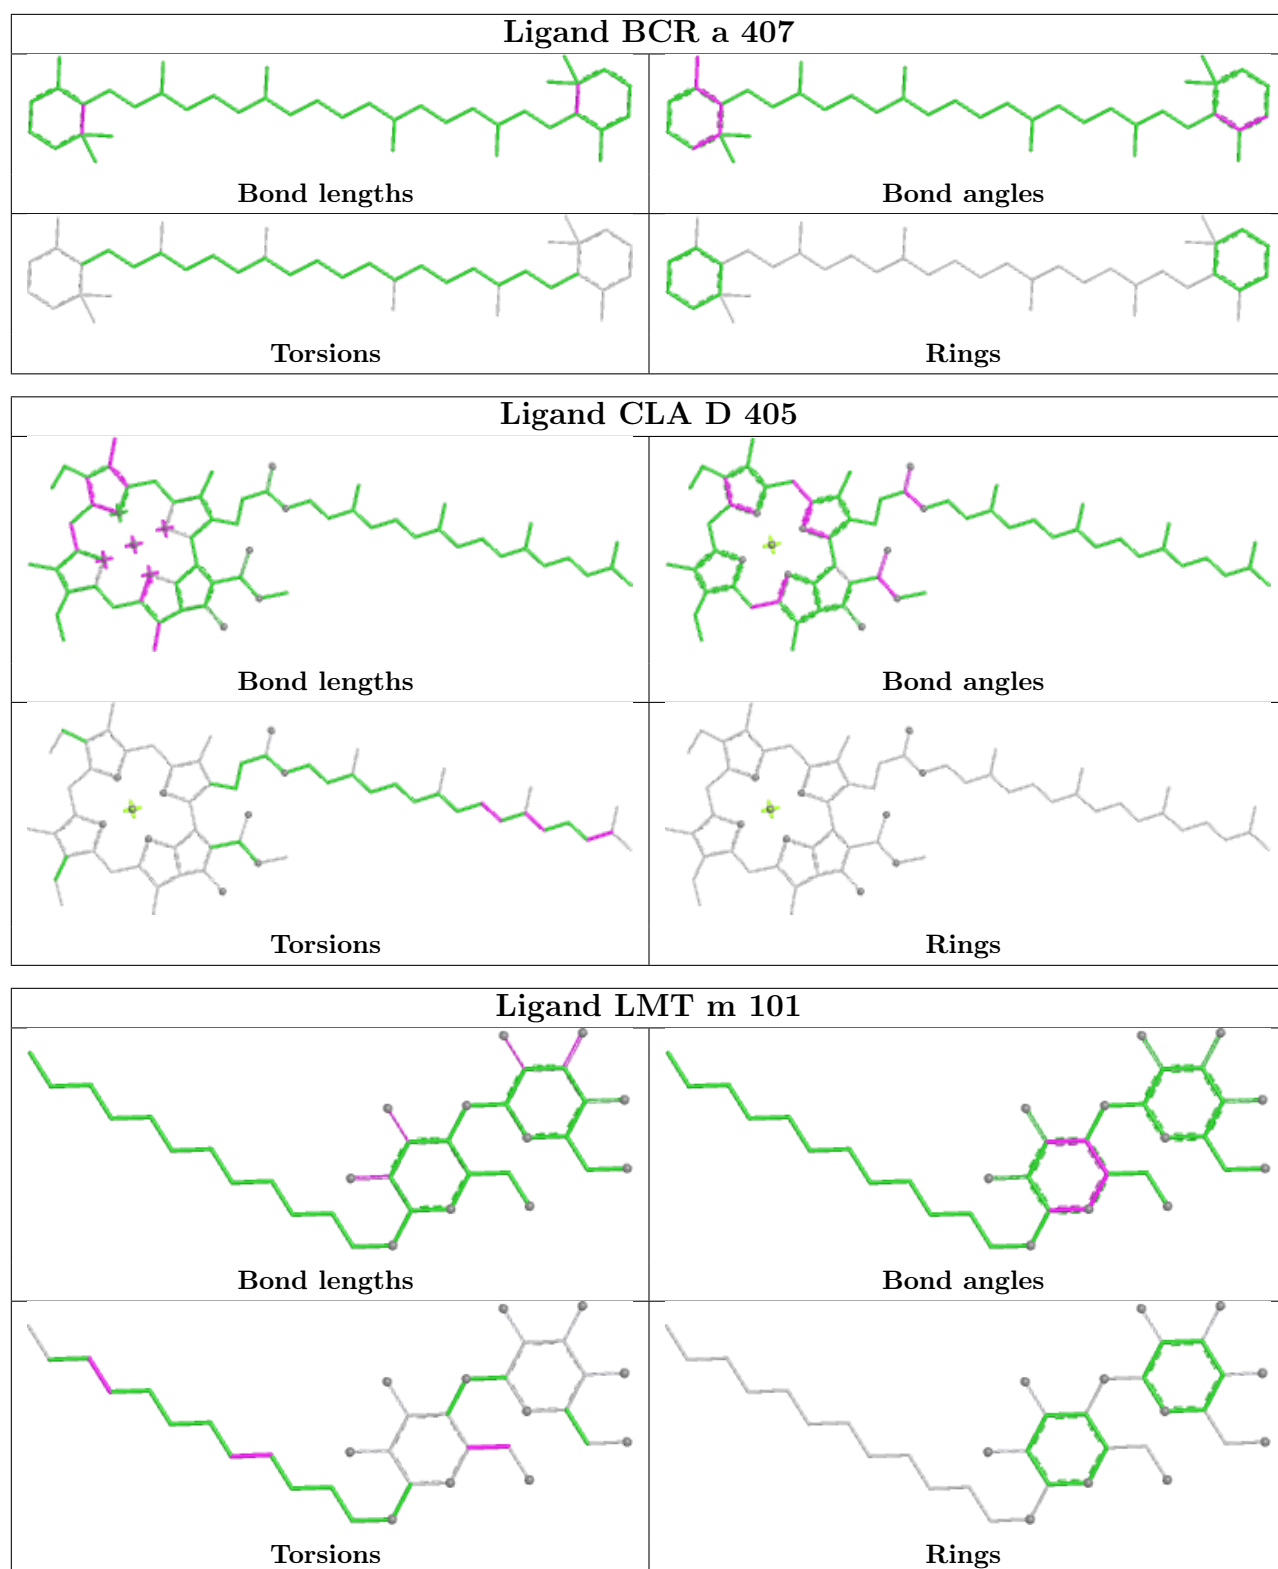 Ligand BCR a 407
Bond lengths
Bond angles
Torsions
Rings
Ligand CLA D 405
Bond lengths
Bond angles
Torsions
Rings
Ligand LMT m 101
Bond lengths
Bond angles
Torsions
Rings